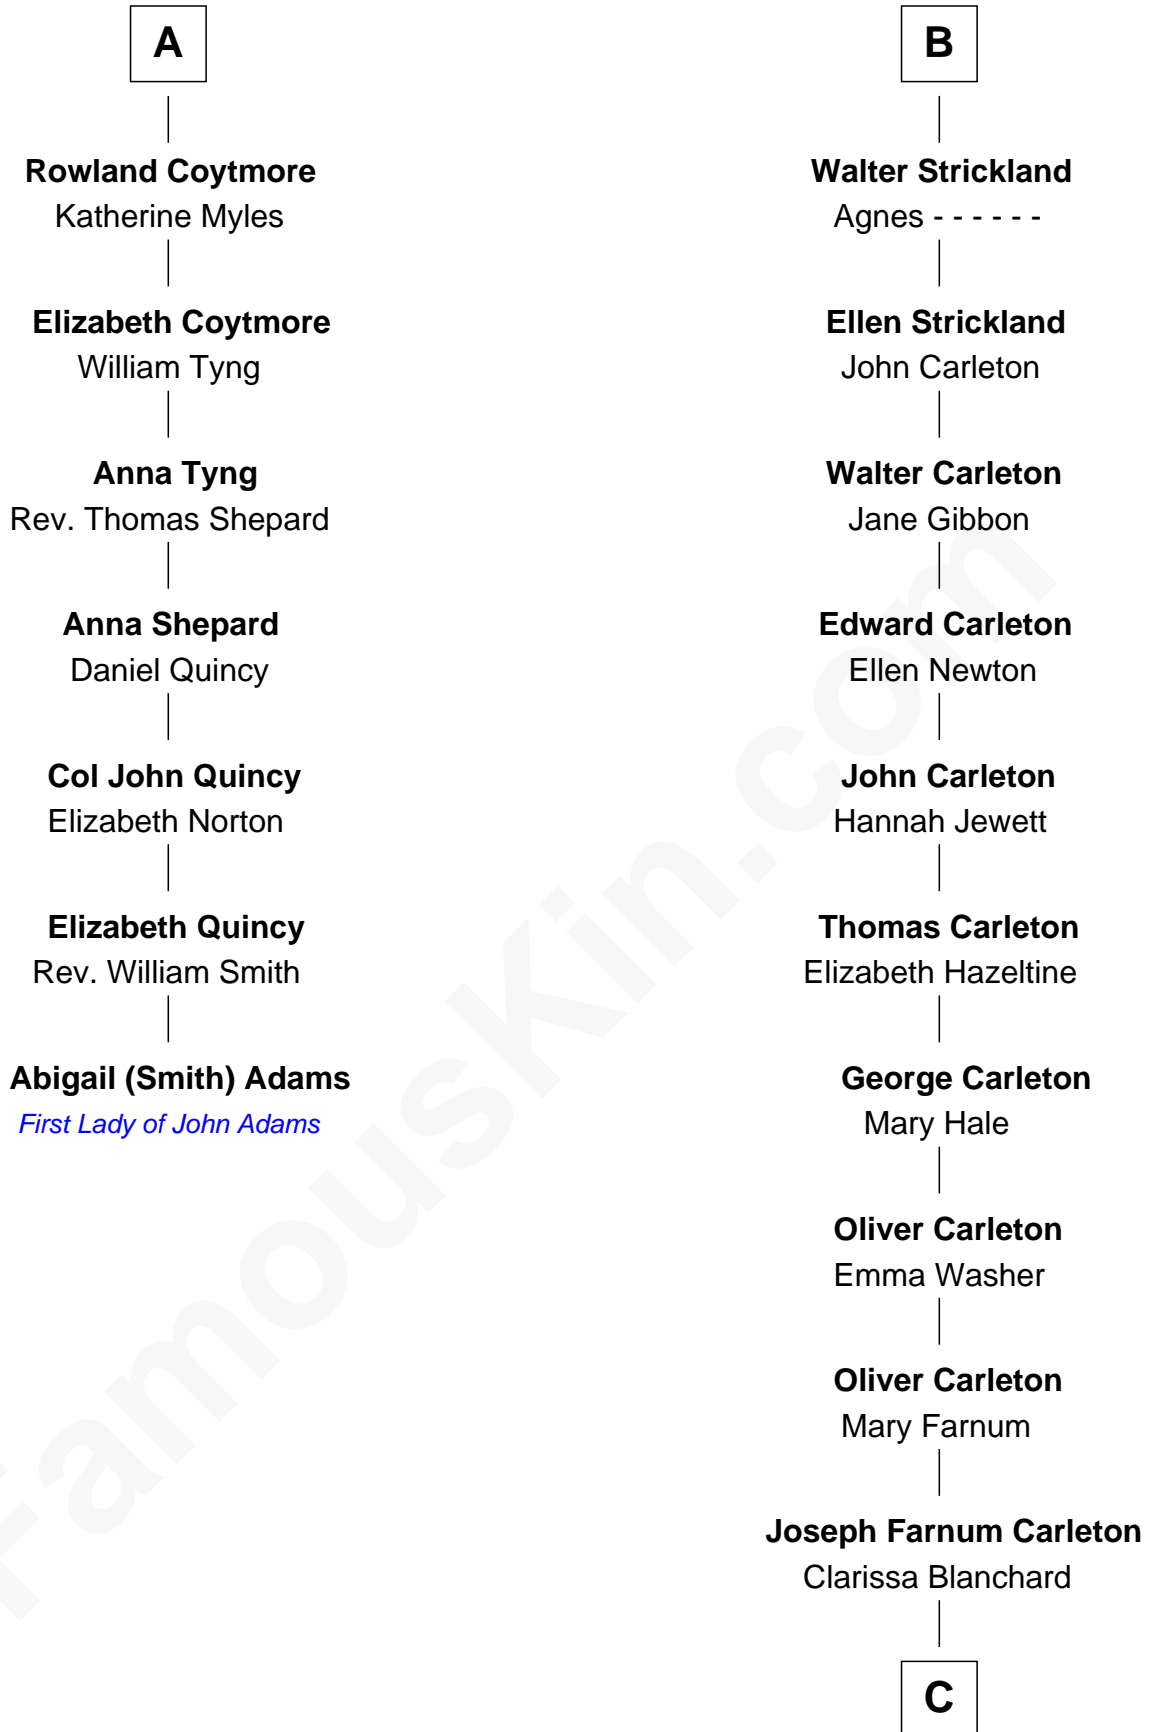 A
Rowland Coytmore
Katherine Myles
Elizabeth Coytmore
William Tyng
Anna Tyng
Rev. Thomas Shepard
Anna Shepard
Daniel Quincy
Col John Quincy
Elizabeth Norton
Elizabeth Quincy
Rev. William Smith
Abigail (Smith) Adams
First Lady of John Adams
B
Walter Strickland
Agnes - - - - - -
Ellen Strickland
John Carleton
Walter Carleton
Jane Gibbon
Edward Carleton
Ellen Newton
John Carleton
Hannah Jewett
Thomas Carleton
Elizabeth Hazeltine
George Carleton
Mary Hale
Oliver Carleton
Emma Washer
Oliver Carleton
Mary Farnum
Joseph Farnum Carleton
Clarissa Blanchard
C
FamousKin.com